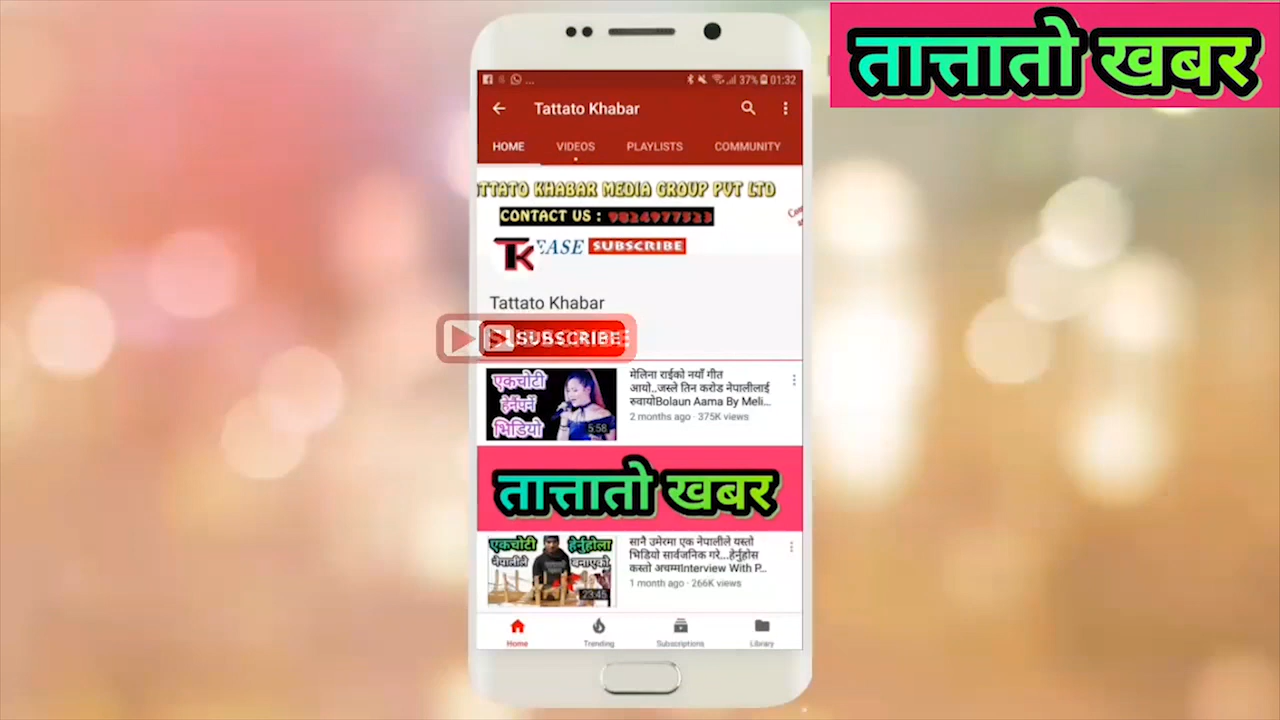 तात्तातो खबर
37% 01:32
Tattato Khabar
HOME VIDEOS PLAYLISTS COMMUNITY
TTATO KHABAR MEDIA GROUP PVT LTD
CONTACT US : 9824977523
TK EASE SUBSCRIBE
Tattato Khabar
SUBSCRIBE
एकचोटी
हेर्नैपर्ने
भिडियो
5:58
मेलिना राईको नयाँ गीत
आयो..जस्ले तिन करोड नेपालीलाई
रुवायोBolaun Aama By Meli...
2 months ago · 375K views
तात्तातो खबर
एकचोटी हेर्नुहोला
नेपालीले बनाएको
23:45
सानै उमेरमा एक नेपालीले यस्तो
भिडियो सार्वजनिक गरे...हेर्नुहोस
कस्तो अचम्मInterview With P...
1 month ago · 266K views
Home Trending Subscriptions Library